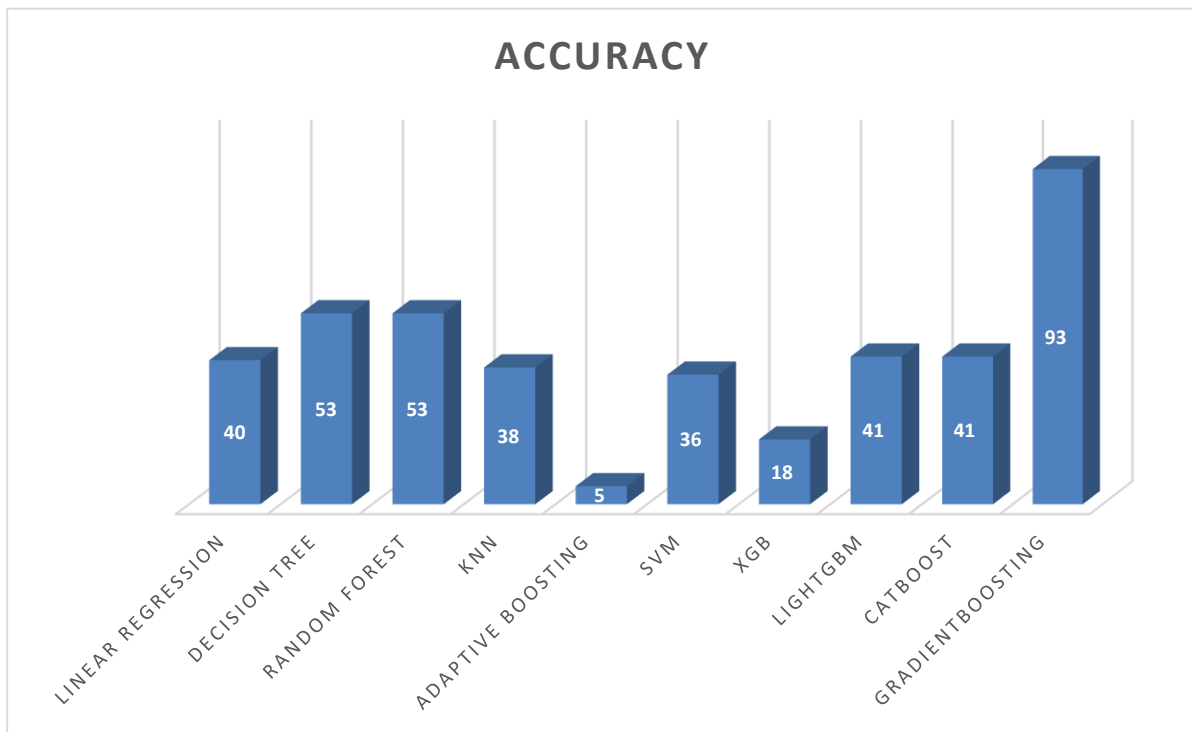 ACCURACY
40
53
53
38
5
36
18
41
41
93
LINEAR REGRESSION
DECISION TREE
RANDOM FOREST
KNN
ADAPTIVE BOOSTING
SVM
XGB
LIGHTGBM
CATBOOST
GRADIENTBOOSTING